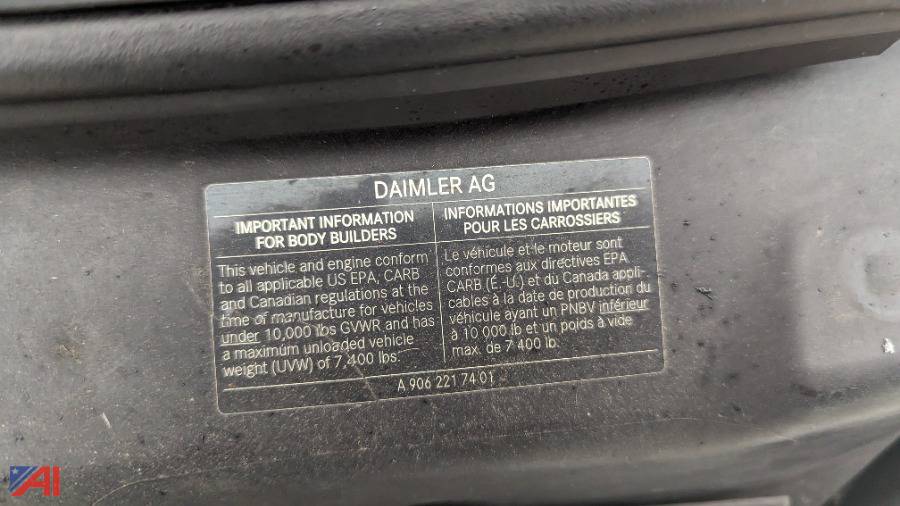 DAIMLER AG
IMPORTANT INFORMATION
FOR BODY BUILDERS
This vehicle and engine conform
to all applicable US EPA, CARB
and Canadian regulations at the
time of manufacture for vehicles
under 10,000 lbs GVWR and has
a maximum unloaded vehicle
weight (UVW) of 7,400 lbs.
INFORMATIONS IMPORTANTES
POUR LES CARROSSIERS
Le véhicule et le moteur sont
conformes aux directives EPA,
CARB (É.-U.) et du Canada appli-
cables à la date de production du
véhicule ayant un PNBV inférieur
à 10 000 lb et un poids à vide
max. de 7 400 lb.
A 906 221 74 01
AI